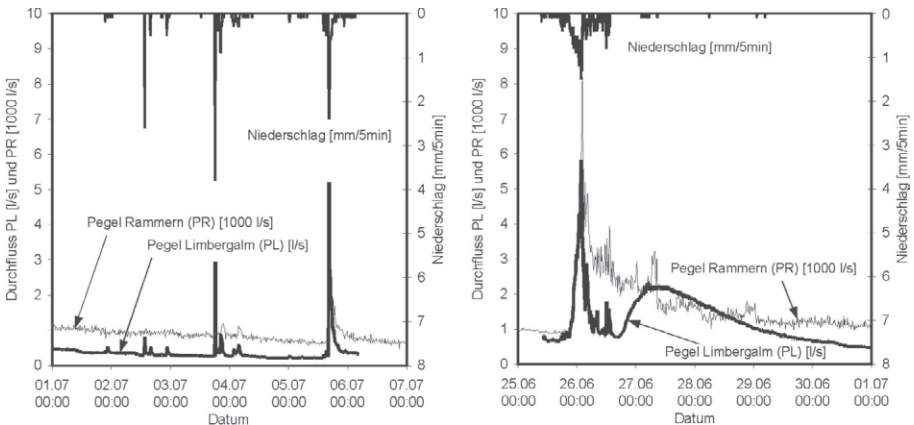 10
9
8
7
6
5
4
3
2
1
0
Durchfluss PL [l/s] und PR [1000 l/s]
0
1
2
3
4
5
6
7
8
Niederschlag [mm/5min]
Niederschlag [mm/5min]
Pegel Rammern (PR) [1000 l/s]
Pegel Limbergalm (PL) [l/s]
01.07 02.07 03.07 04.07 05.07 06.07 07.07
00:00 00:00 00:00 00:00 00:00 00:00 00:00
Datum
10
9
8
7
6
5
4
3
2
1
0
Durchfluss PL [l/s] und PR [1000 l/s]
0
1
2
3
4
5
6
7
8
Niederschlag [mm/5min]
Niederschlag [mm/5min]
Pegel Rammern (PR) [1000 l/s]
Pegel Limbergalm (PL) [l/s]
25.06 26.06 27.06 28.06 29.06 30.06 01.07
00:00 00:00 00:00 00:00 00:00 00:00 00:00
Datum